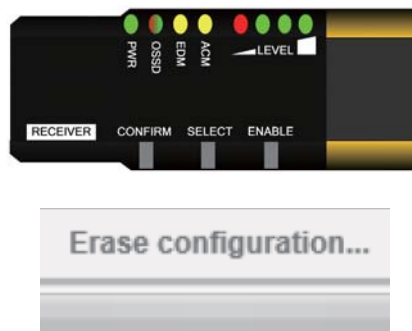 PWR OSSD EDM ACM LEVEL
RECEIVER CONFIRM SELECT ENABLE
Erase configuration...